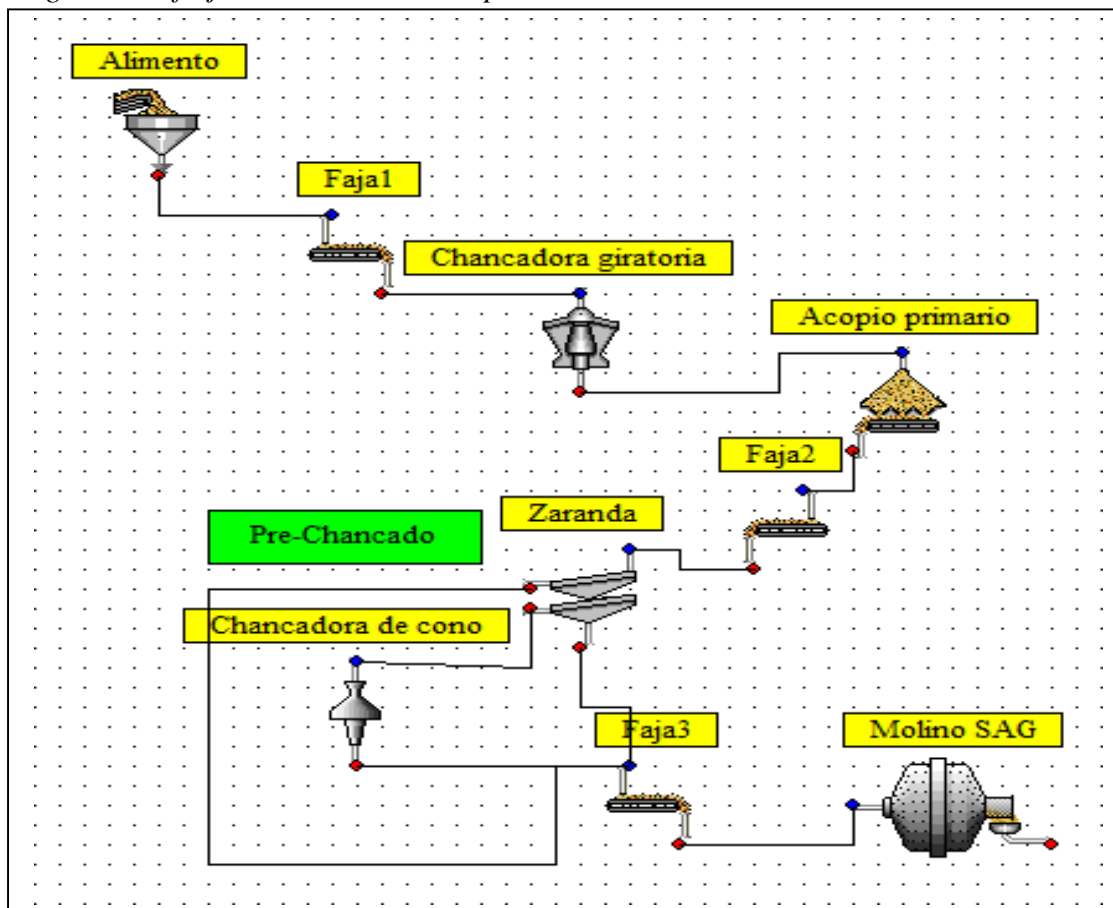 Alimento
Faja1
Chancadora giratoria
Acopio primario
Faja2
Zaranda
Pre-Chancado
Chancadora de cono
Faja3
Molino SAG